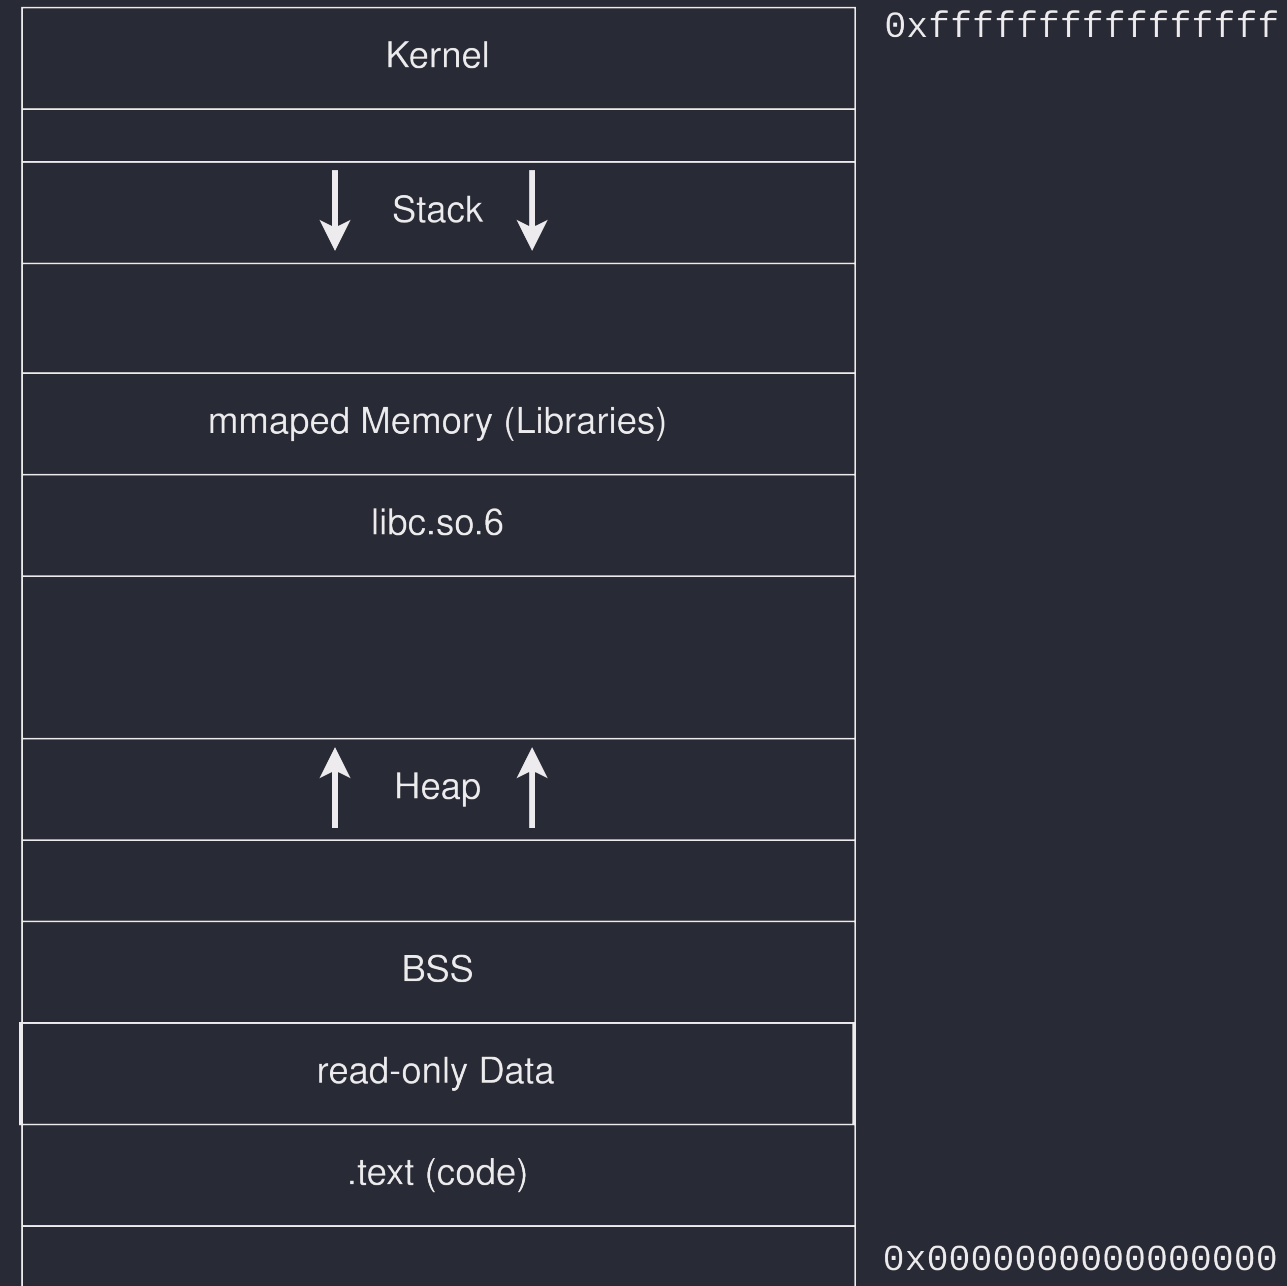 Kernel
0xffffffffffffffff
Stack
mmaped Memory (Libraries)
libc.so.6
Heap
BSS
read-only Data
.text (code)
0x0000000000000000